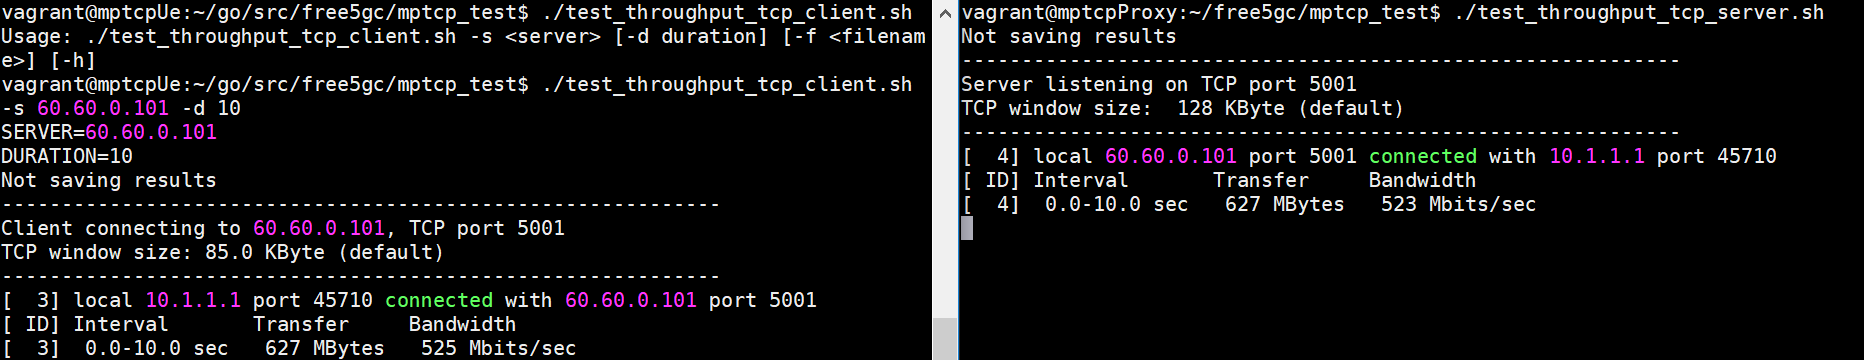 vagrant@mptcpUe:~/go/src/free5gc/mptcp_test$ ./test_throughput_tcp_client.sh
Usage: ./test_throughput_tcp_client.sh -s <server> [-d duration] [-f <filenam
e>] [-h]
vagrant@mptcpUe:~/go/src/free5gc/mptcp_test$ ./test_throughput_tcp_client.sh
-s 60.60.0.101 -d 10
SERVER=60.60.0.101
DURATION=10
Not saving results
------------------------------------------------------------
Client connecting to 60.60.0.101, TCP port 5001
TCP window size: 85.0 KByte (default)
------------------------------------------------------------
[  3] local 10.1.1.1 port 45710 connected with 60.60.0.101 port 5001
[ ID] Interval       Transfer     Bandwidth
[  3]  0.0-10.0 sec   627 MBytes   525 Mbits/sec
vagrant@mptcpProxy:~/free5gc/mptcp_test$ ./test_throughput_tcp_server.sh
Not saving results
------------------------------------------------------------
Server listening on TCP port 5001
TCP window size:  128 KByte (default)
------------------------------------------------------------
[  4] local 60.60.0.101 port 5001 connected with 10.1.1.1 port 45710
[ ID] Interval       Transfer     Bandwidth
[  4]  0.0-10.0 sec   627 MBytes   523 Mbits/sec